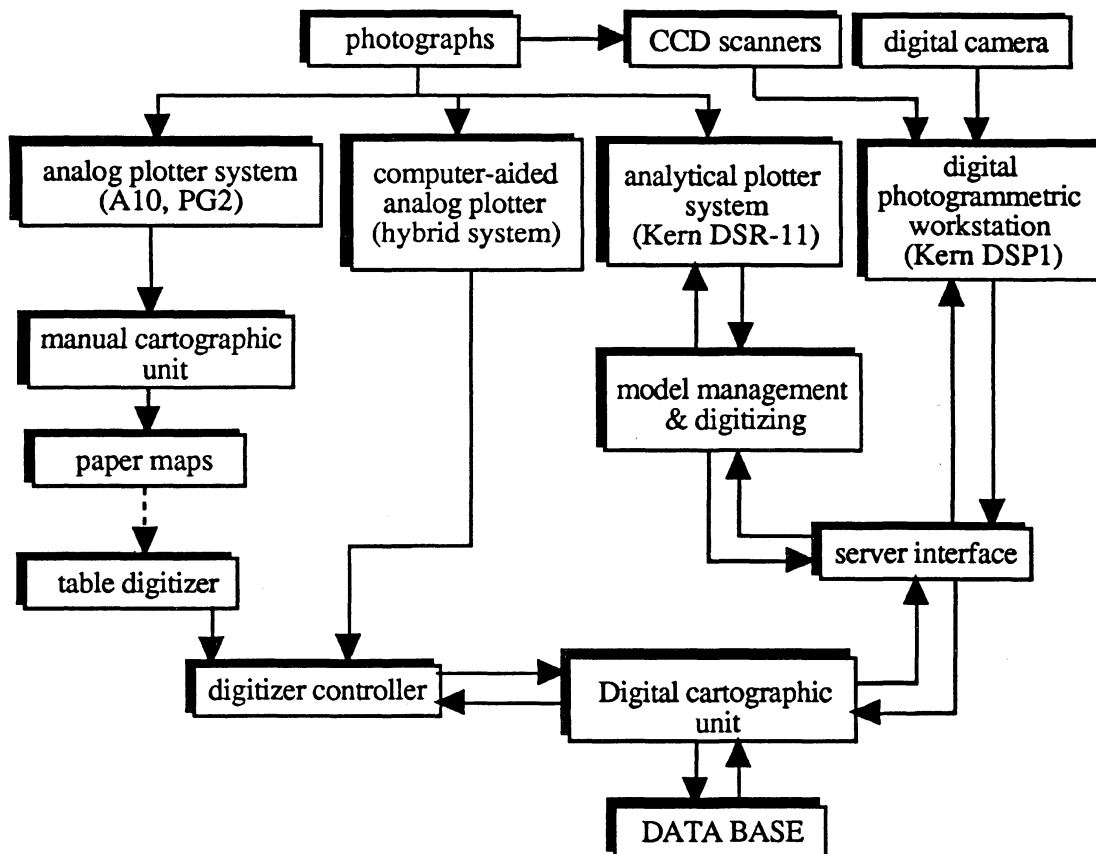 photographs
CCD scanners
digital camera
analog plotter system
(A10, PG2)
computer-aided
analog plotter
(hybrid system)
analytical plotter
system
(Kern DSR-11)
digital
photogrammetric
workstation
(Kern DSP1)
manual cartographic
unit
model management
& digitizing
paper maps
server interface
table digitizer
digitizer controller
Digital cartographic
unit
DATA BASE